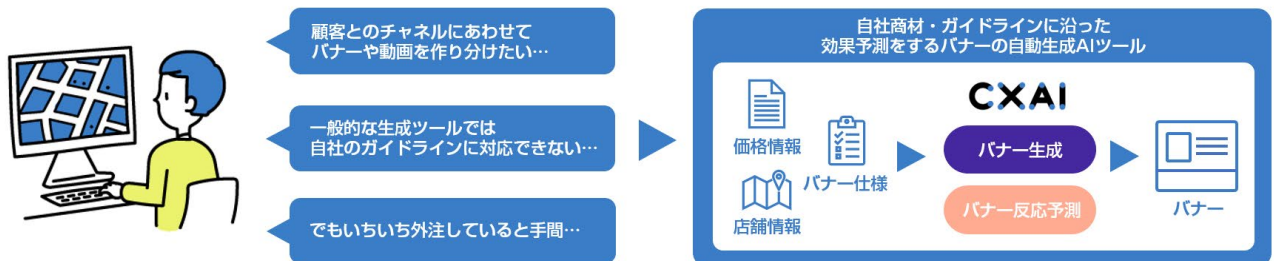 顧客とのチャネルにあわせて
バナーや動画を作り分けたい…
一般的な生成ツールでは
自社のガイドラインに対応できない…
でもいちいち外注していると手間…
自社商材・ガイドラインに沿った
効果予測をするバナーの自動生成AIツール
価格情報
店舗情報
バナー仕様
CXAI
バナー生成
バナー反応予測
バナー